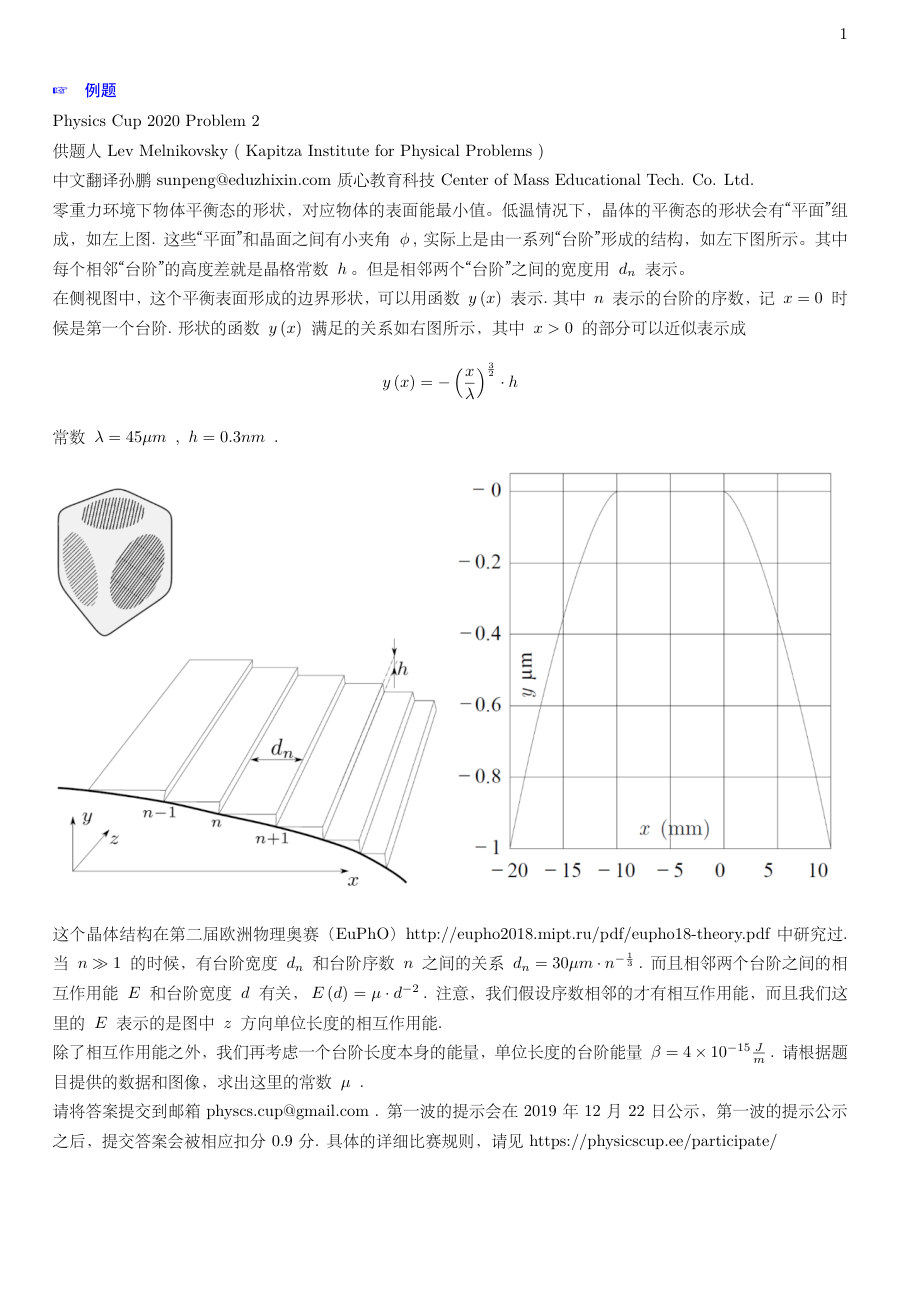 1
☞ 例题
Physics Cup 2020 Problem 2
供题人 Lev Melnikovsky ( Kapitza Institute for Physical Problems )
中文翻译孙鹏 sunpeng@eduzhixin.com 质心教育科技 Center of Mass Educational Tech. Co. Ltd.
零重力环境下物体平衡态的形状，对应物体的表面能最小值。低温情况下，晶体的平衡态的形状会有“平面”组
成，如左上图. 这些“平面”和晶面之间有小夹角 ϕ , 实际上是由一系列“台阶”形成的结构，如左下图所示。其中
每个相邻“台阶”的高度差就是晶格常数 h 。但是相邻两个“台阶”之间的宽度用 dₙ 表示。
在侧视图中，这个平衡表面形成的边界形状，可以用函数 y (x) 表示. 其中 n 表示的台阶的序数，记 x = 0 时
候是第一个台阶. 形状的函数 y (x) 满足的关系如右图所示，其中 x > 0 的部分可以近似表示成
y (x) = − (x/λ)^{3/2} · h
常数 λ = 45μm , h = 0.3nm .
h
dₙ
n−1
n
n+1
y
z
x
− 0
−0.2
−0.4
−0.6
−0.8
−1
y μm
x (mm)
−20 −15 −10 −5 0 5 10
这个晶体结构在第二届欧洲物理奥赛（EuPhO）http://eupho2018.mipt.ru/pdf/eupho18-theory.pdf 中研究过.
当 n ≫ 1 的时候，有台阶宽度 dₙ 和台阶序数 n 之间的关系 dₙ = 30μm · n^{−1/3} . 而且相邻两个台阶之间的相
互作用能 E 和台阶宽度 d 有关， E (d) = μ · d⁻² . 注意，我们假设序数相邻的才有相互作用能，而且我们这
里的 E 表示的是图中 z 方向单位长度的相互作用能.
除了相互作用能之外，我们再考虑一个台阶长度本身的能量，单位长度的台阶能量 β = 4 × 10⁻¹⁵ J/m . 请根据题
目提供的数据和图像，求出这里的常数 μ .
请将答案提交到邮箱 physcs.cup@gmail.com . 第一波的提示会在 2019 年 12 月 22 日公示，第一波的提示公示
之后，提交答案会被相应扣分 0.9 分. 具体的详细比赛规则，请见 https://physicscup.ee/participate/